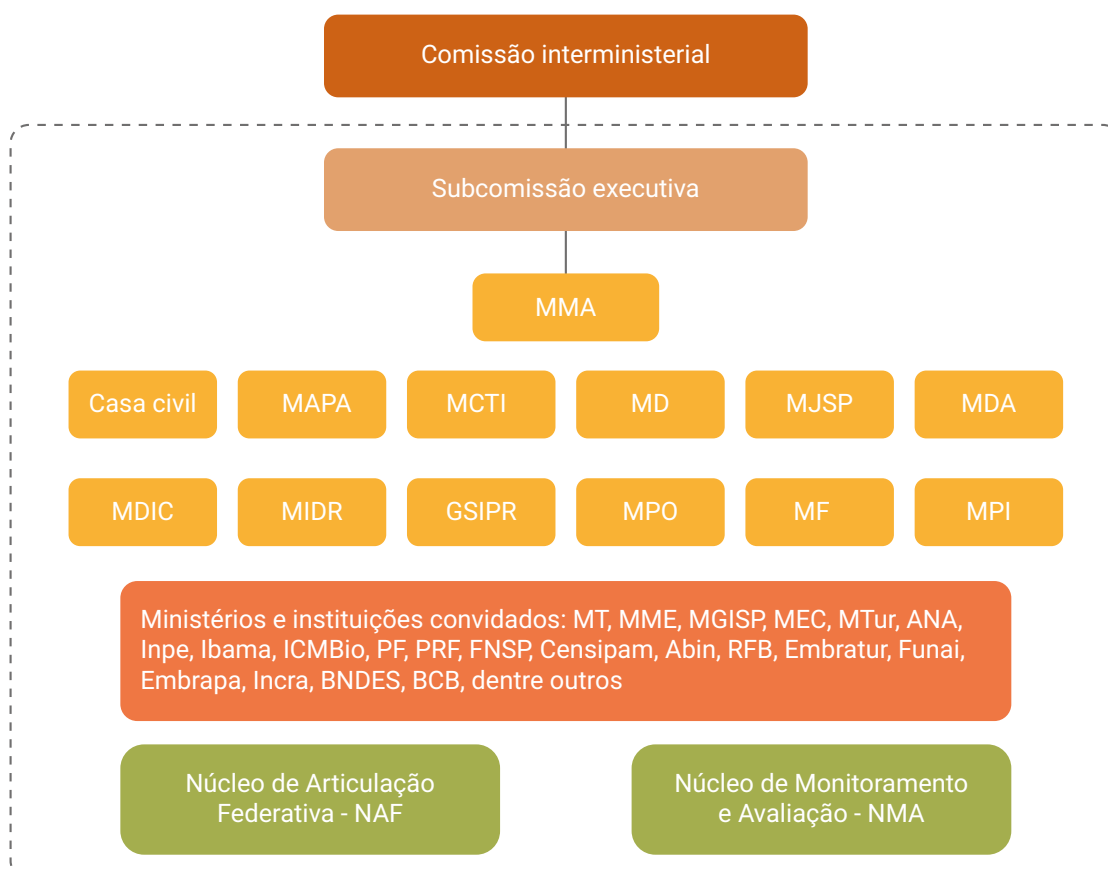 Comissão interministerial
Subcomissão executiva
MMA
Casa civil
MAPA
MCTI
MD
MJSP
MDA
MDIC
MIDR
GSIPR
MPO
MF
MPI
Ministérios e instituições convidados: MT, MME, MGISP, MEC, MTur, ANA,
Inpe, Ibama, ICMBio, PF, PRF, FNSP, Censipam, Abin, RFB, Embratur, Funai,
Embrapa, Incra, BNDES, BCB, dentre outros
Núcleo de Articulação
Federativa - NAF
Núcleo de Monitoramento
e Avaliação - NMA